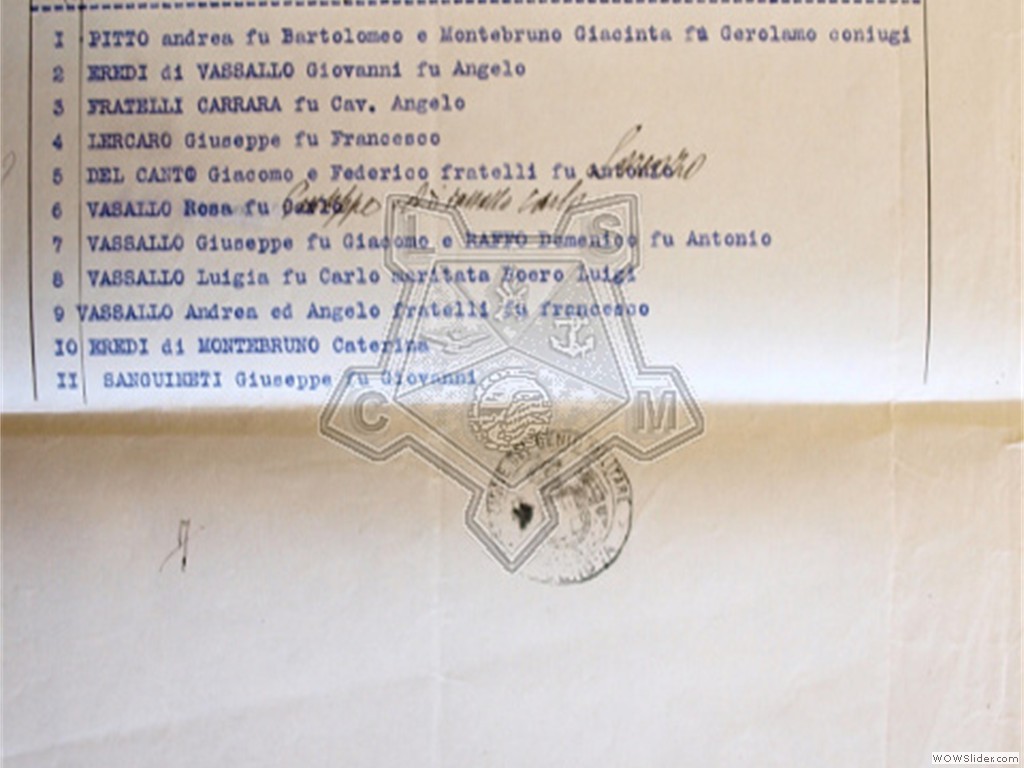 I PITTO andrea fu Bartolomeo e Montebruno Giacinta fu Gerolamo coniugi
2 EREDI di VASSALLO Giovanni fu Angelo
3 FRATELLI CARRARA fu Cav. Angelo
4 LERCARO Giuseppe fu Francesco
5 DEL CANTO Giacomo e Federico fratelli fu Antonio
6 VASALLO Rosa fu Carlo Giuseppe
7 VASSALLO Giuseppe fu Giacomo e RAFFO Domenico fu Antonio
8 VASSALLO Luigia fu Carlo maritata Boero Luigi
9 VASSALLO Andrea ed Angelo fratelli fu francesco
IO EREDI di MONTEBRUNO Caterina
II SANGUINETI Giuseppe fu Giovanni
L S
C M
GENIO MILITARE
WOWSlider.com